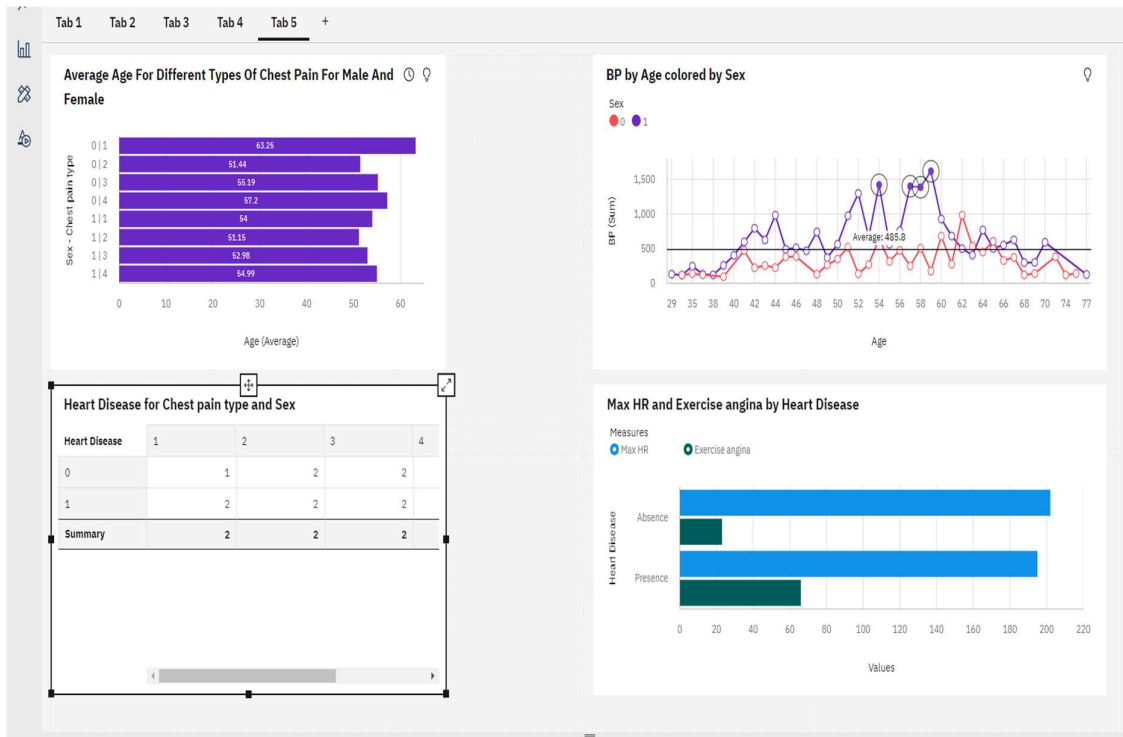 Tab 1 Tab 2 Tab 3 Tab 4 Tab 5 +
Average Age For Different Types Of Chest Pain For Male And
Female
Sex - Chest pain type
0 | 1 63.25
0 | 2 51.44
0 | 3 55.19
0 | 4 57.2
1 | 1 54
1 | 2 51.15
1 | 3 52.98
1 | 4 54.99
0 10 20 30 40 50 60
Age (Average)
BP by Age colored by Sex
Sex
0 1
BP (Sum)
1,500
1,000
500
0
Average: 485.8
29 35 38 40 42 44 46 48 50 52 54 56 58 60 62 64 66 68 70 74 77
Age
Heart Disease for Chest pain type and Sex
Heart Disease 1 2 3 4
0 1 2 2
1 2 2 2
Summary 2 2 2
Max HR and Exercise angina by Heart Disease
Measures
Max HR Exercise angina
Heart Disease
Absence
Presence
0 20 40 60 80 100 120 140 160 180 200 220
Values